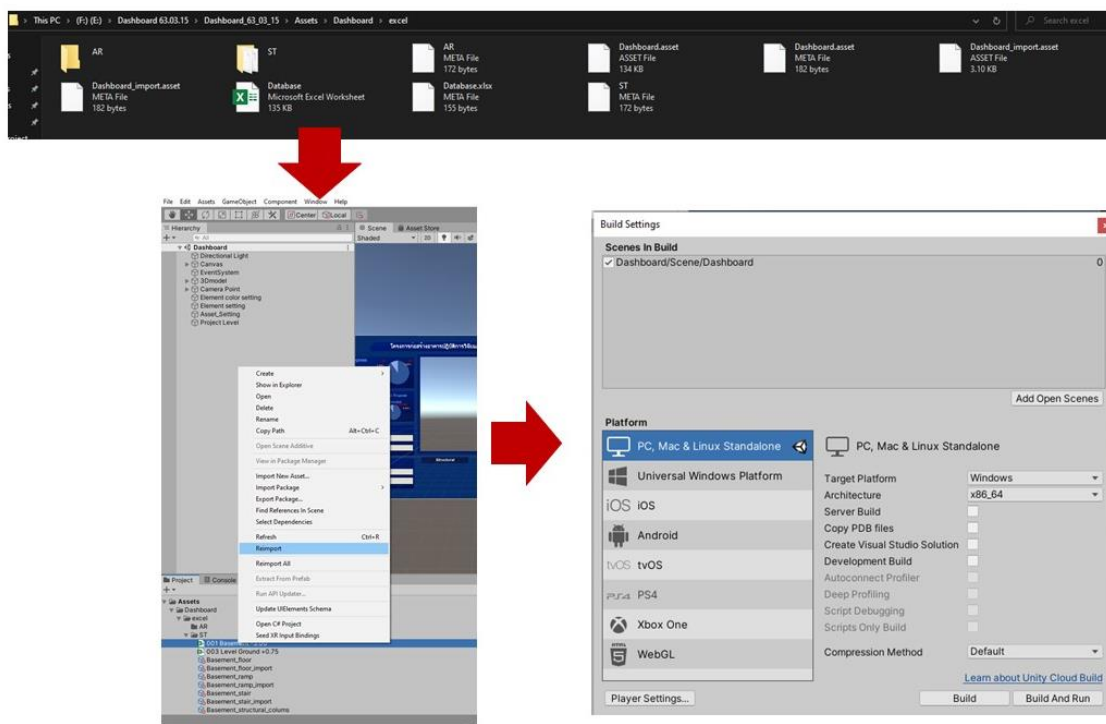 This PC > (F:) (E:) > Dashboard 63.03.15 > Dashboard_63_03_15 > Assets > Dashboard > excel
Search excel
AR
ST
AR
META File
172 bytes
Dashboard.asset
ASSET File
134 KB
Dashboard.asset
META File
182 bytes
Dashboard_import.asset
ASSET File
3.10 KB
Dashboard_import.asset
META File
182 bytes
Database
Microsoft Excel Worksheet
135 KB
Database.xlsx
META File
155 bytes
ST
META File
172 bytes
File Edit Assets GameObject Component Window Help
Center Local
Hierarchy
All
Dashboard
Directional Light
Canvas
EventSystem
3Dmodel
Camera Point
Element color setting
Element setting
Asset_Setting
Project Level
Scene Asset Store
Shaded 2D
Create
Show in Explorer
Open
Delete
Rename
Copy Path Alt+Ctrl+C
Open Scene Additive
View in Package Manager
Import New Asset...
Import Package
Export Package...
Find References In Scene
Select Dependencies
Refresh Ctrl+R
Reimport
Reimport All
Extract From Prefab
Run API Updater...
Update UIElements Schema
Open C# Project
Seed XR Input Bindings
Project Console
Assets
Dashboard
excel
AR
ST
003 Level Ground +0.75
Basement_floor
Basement_floor_import
Basement_ramp
Basement_ramp_import
Basement_stair
Basement_stair_import
Basement_structural_colums
Build Settings
x
Scenes In Build
Dashboard/Scene/Dashboard 0
Add Open Scenes
Platform
PC, Mac & Linux Standalone
Universal Windows Platform
iOS iOS
Android
tvOS tvOS
PS4 PS4
Xbox One
HTML 5 WebGL
PC, Mac & Linux Standalone
Target Platform Windows
Architecture x86_64
Server Build
Copy PDB files
Create Visual Studio Solution
Development Build
Autoconnect Profiler
Deep Profiling
Script Debugging
Scripts Only Build
Compression Method Default
Learn about Unity Cloud Build
Player Settings...
Build
Build And Run